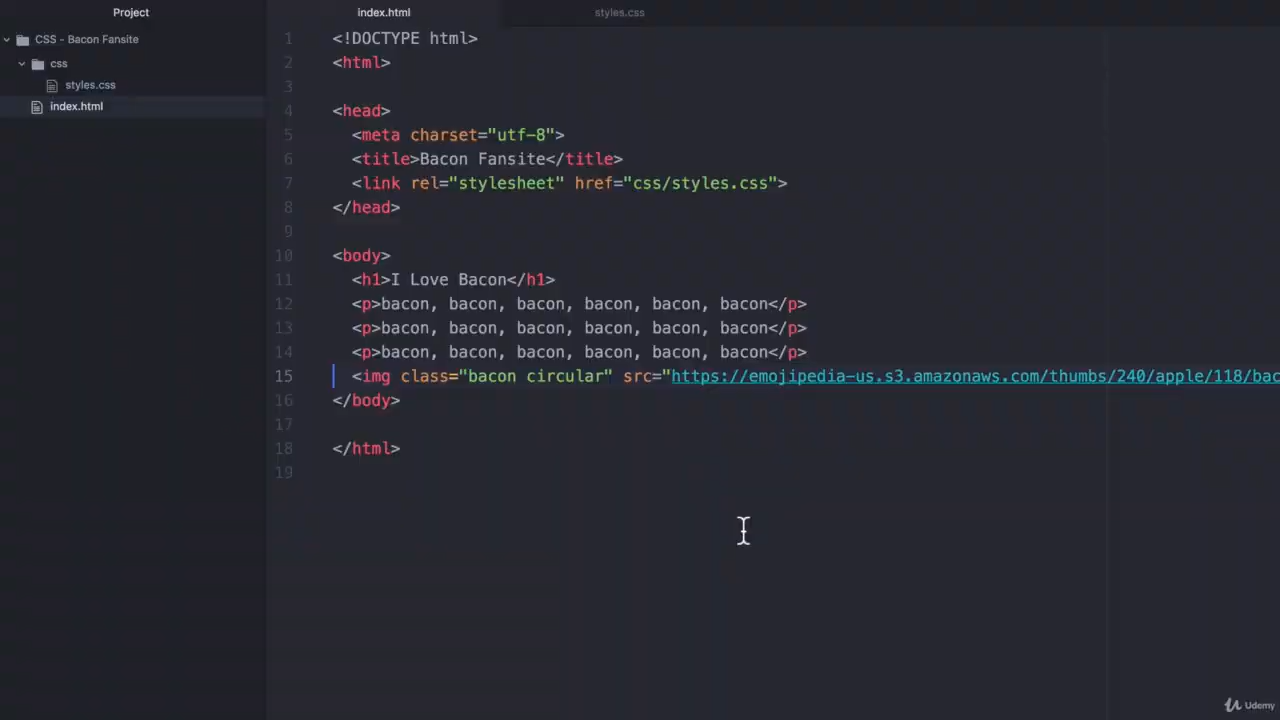 Project
CSS - Bacon Fansite
css
styles.css
index.html
index.html
styles.css
1 <!DOCTYPE html>
2 <html>
3
4 <head>
5 <meta charset="utf-8">
6 <title>Bacon Fansite</title>
7 <link rel="stylesheet" href="css/styles.css">
8 </head>
9
10 <body>
11 <h1>I Love Bacon</h1>
12 <p>bacon, bacon, bacon, bacon, bacon, bacon</p>
13 <p>bacon, bacon, bacon, bacon, bacon, bacon</p>
14 <p>bacon, bacon, bacon, bacon, bacon, bacon</p>
15 <img class="bacon circular" src="https://emojipedia-us.s3.amazonaws.com/thumbs/240/apple/118/bac
16 </body>
17
18 </html>
19
Udemy